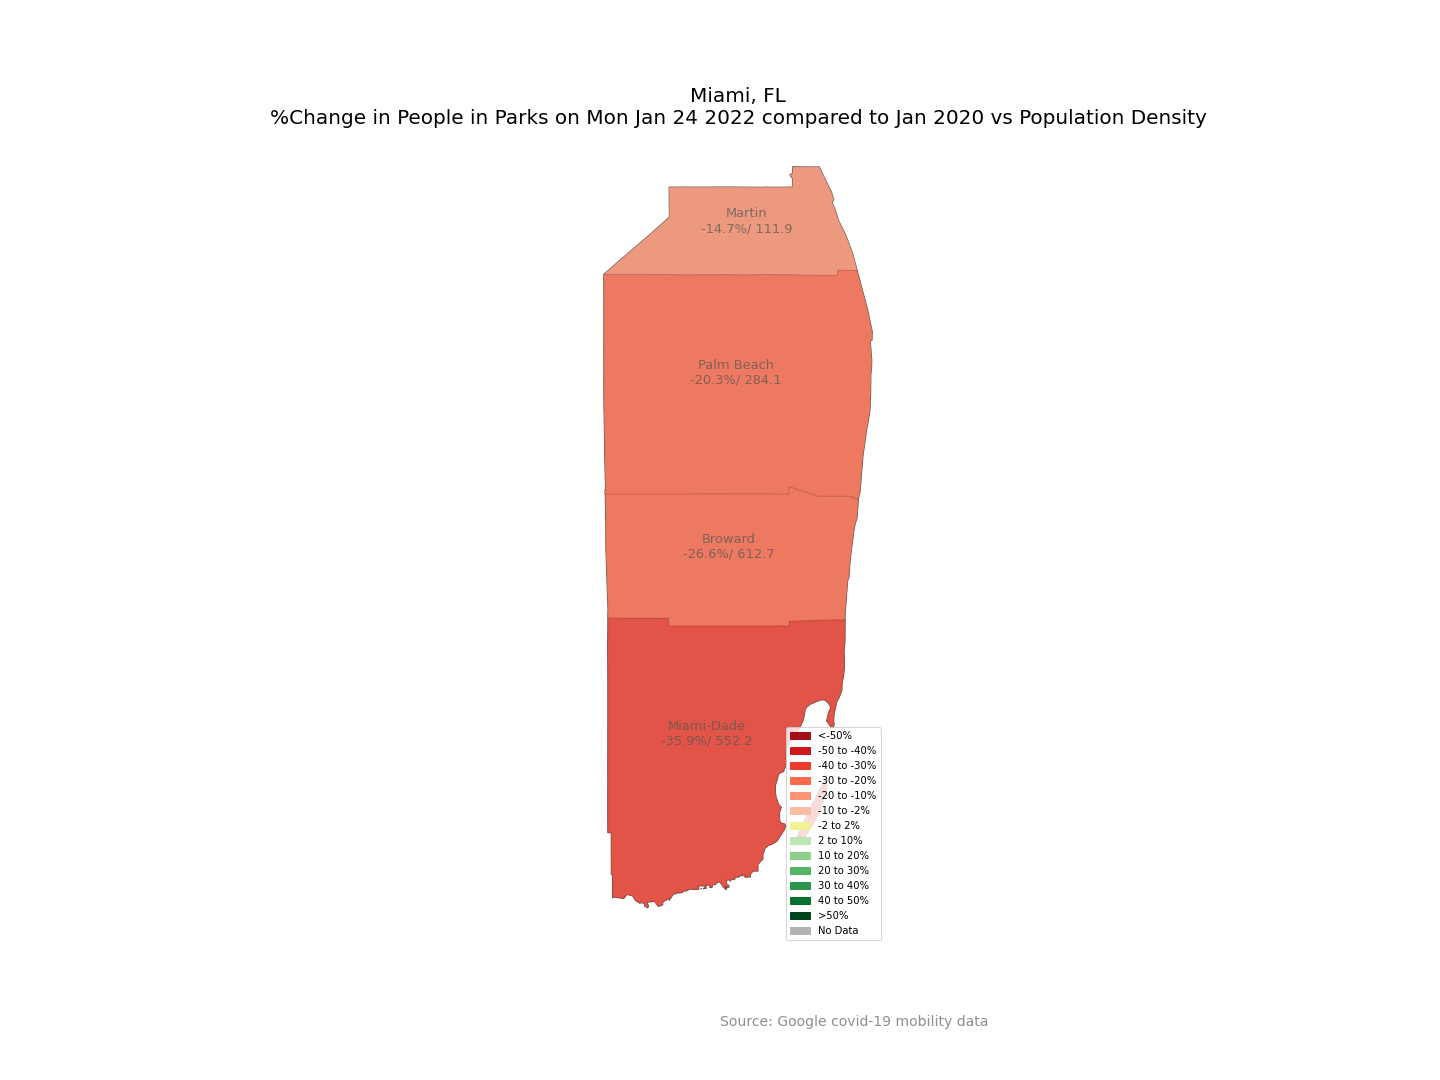 Miami, FL
%Change in People in Parks on Mon Jan 24 2022 compared to Jan 2020 vs Population Density
Martin
-14.7%/ 111.9
Palm Beach
-20.3%/ 284.1
Broward
-26.6%/ 612.7
Miami-Dade
-35.9%/ 552.2
<-50%
-50 to -40%
-40 to -30%
-30 to -20%
-20 to -10%
-10 to -2%
-2 to 2%
2 to 10%
10 to 20%
20 to 30%
30 to 40%
40 to 50%
>50%
No Data
Source: Google covid-19 mobility data